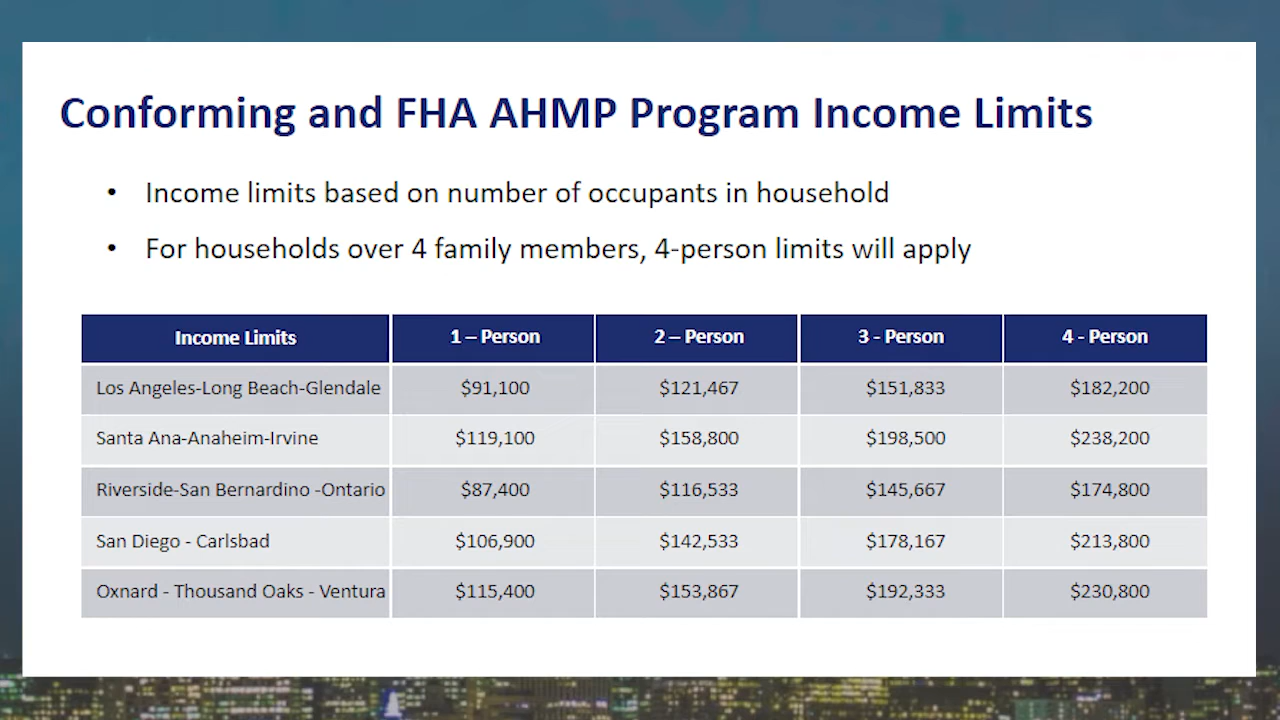 Conforming and FHA AHMP Program Income Limits
• Income limits based on number of occupants in household
• For households over 4 family members, 4-person limits will apply
Income Limits 1 – Person 2 – Person 3 - Person 4 - Person
Los Angeles-Long Beach-Glendale $91,100 $121,467 $151,833 $182,200
Santa Ana-Anaheim-Irvine $119,100 $158,800 $198,500 $238,200
Riverside-San Bernardino -Ontario $87,400 $116,533 $145,667 $174,800
San Diego - Carlsbad $106,900 $142,533 $178,167 $213,800
Oxnard - Thousand Oaks - Ventura $115,400 $153,867 $192,333 $230,800